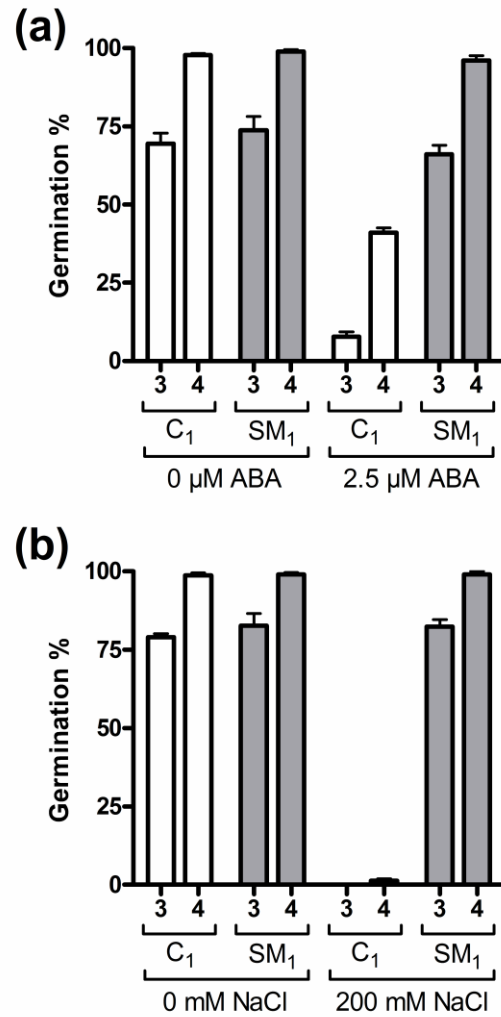 (a)
Germination %
100
75
50
25
0
3 4 3 4 3 4 3 4
C₁ SM₁ C₁ SM₁
0 µM ABA 2.5 µM ABA
(b)
Germination %
100
75
50
25
0
3 4 3 4 3 4 3 4
C₁ SM₁ C₁ SM₁
0 mM NaCl 200 mM NaCl